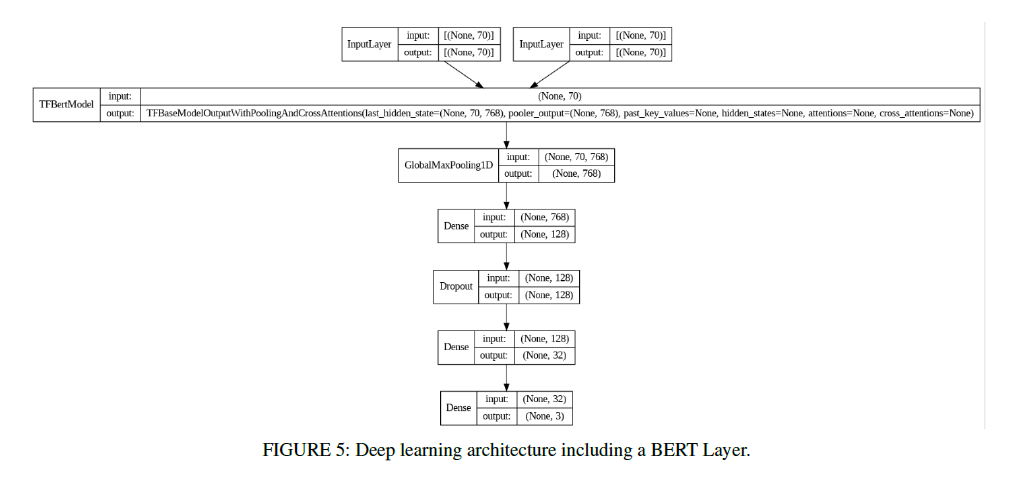 InputLayer input: [(None, 70)] output: [(None, 70)]
InputLayer input: [(None, 70)] output: [(None, 70)]
TFBertModel input: (None, 70)
output: TFBaseModelOutputWithPoolingAndCrossAttentions(last_hidden_state=(None, 70, 768), pooler_output=(None, 768), past_key_values=None, hidden_states=None, attentions=None, cross_attentions=None)
GlobalMaxPooling1D input: (None, 70, 768)
output: (None, 768)
Dense input: (None, 768)
output: (None, 128)
Dropout input: (None, 128)
output: (None, 128)
Dense input: (None, 128)
output: (None, 32)
Dense input: (None, 32)
output: (None, 3)
FIGURE 5: Deep learning architecture including a BERT Layer.